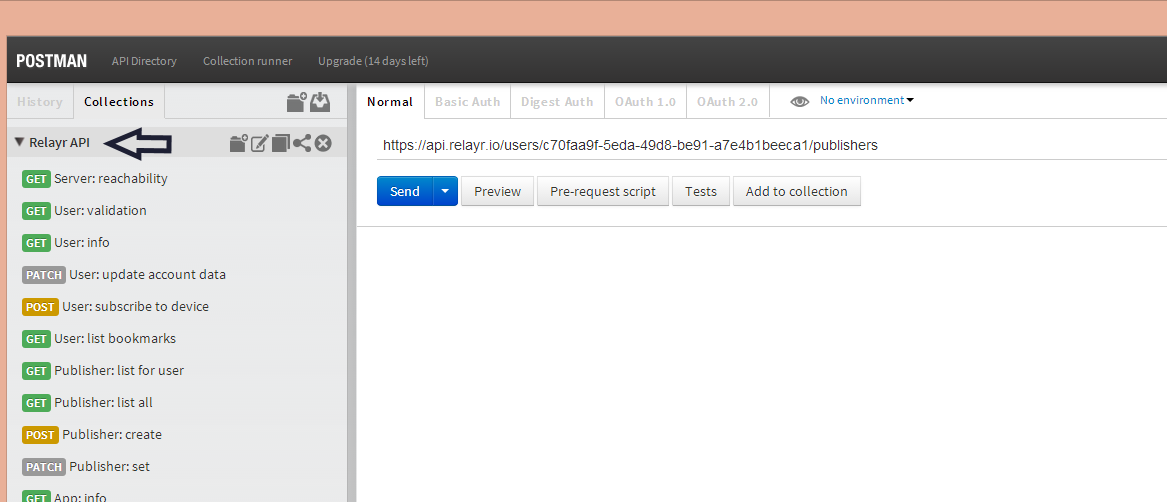 POSTMAN API Directory Collection runner Upgrade (14 days left)
History Collections
Normal Basic Auth Digest Auth OAuth 1.0 OAuth 2.0 No environment
Relayr API
https://api.relayr.io/users/c70faa9f-5eda-49d8-be91-a7e4b1beeca1/publishers
Send Preview Pre-request script Tests Add to collection
GET Server: reachability
GET User: validation
GET User: info
PATCH User: update account data
POST User: subscribe to device
GET User: list bookmarks
GET Publisher: list for user
GET Publisher: list all
POST Publisher: create
PATCH Publisher: set
GET App: info